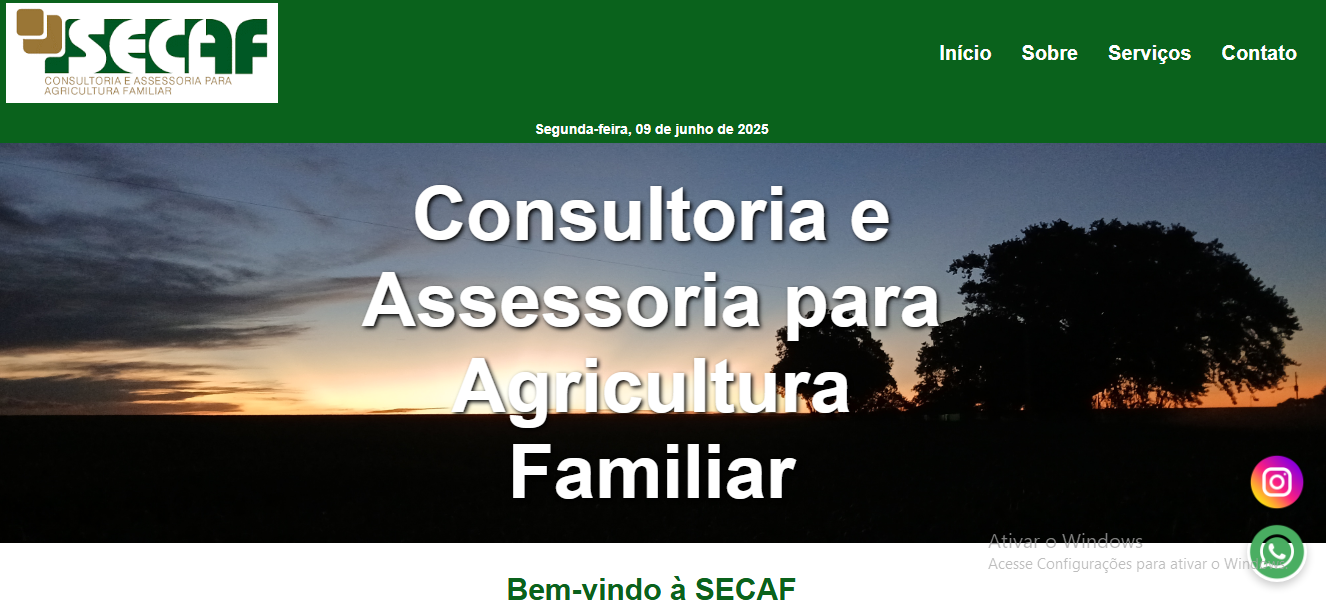 SECAF
CONSULTORIA E ASSESSORIA PARA
AGRICULTURA FAMILIAR
Início Sobre Serviços Contato
Segunda-feira, 09 de junho de 2025
Consultoria e
Assessoria para
Agricultura
Familiar
Ativar o Windows
Acesse Configurações para ativar o Windows.
Bem-vindo à SECAF